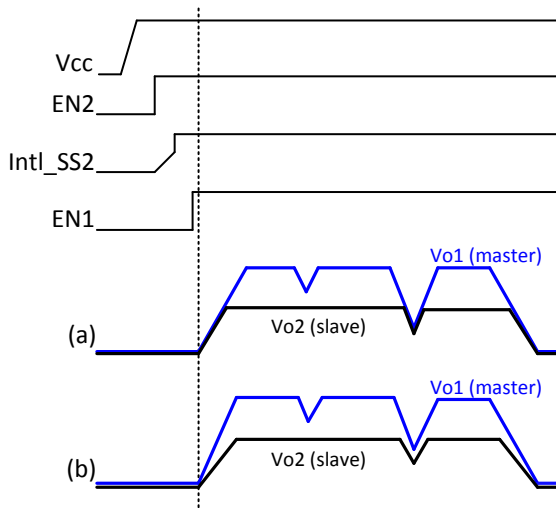 Vcc
EN2
Intl_SS2
EN1
Vo1 (master)
(a)
Vo2 (slave)
Vo1 (master)
Vo2 (slave)
(b)